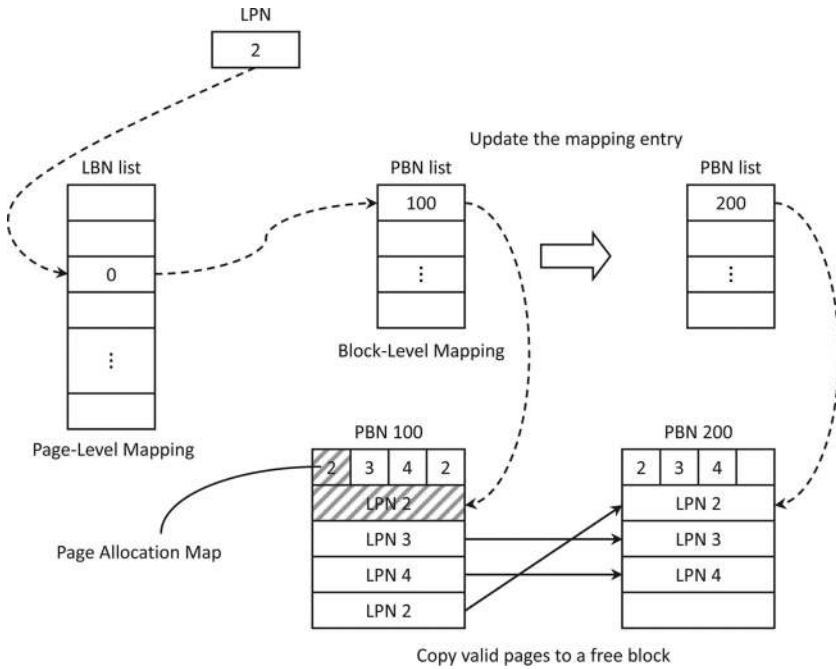 LPN
2
Update the mapping entry
LBN list
PBN list
PBN list
100
200
0
⋮
⋮
⋮
Block-Level Mapping
Page-Level Mapping
PBN 100
PBN 200
2 3 4 2
2 3 4
LPN 2
LPN 2
Page Allocation Map
LPN 3
LPN 3
LPN 4
LPN 4
LPN 2
Copy valid pages to a free block